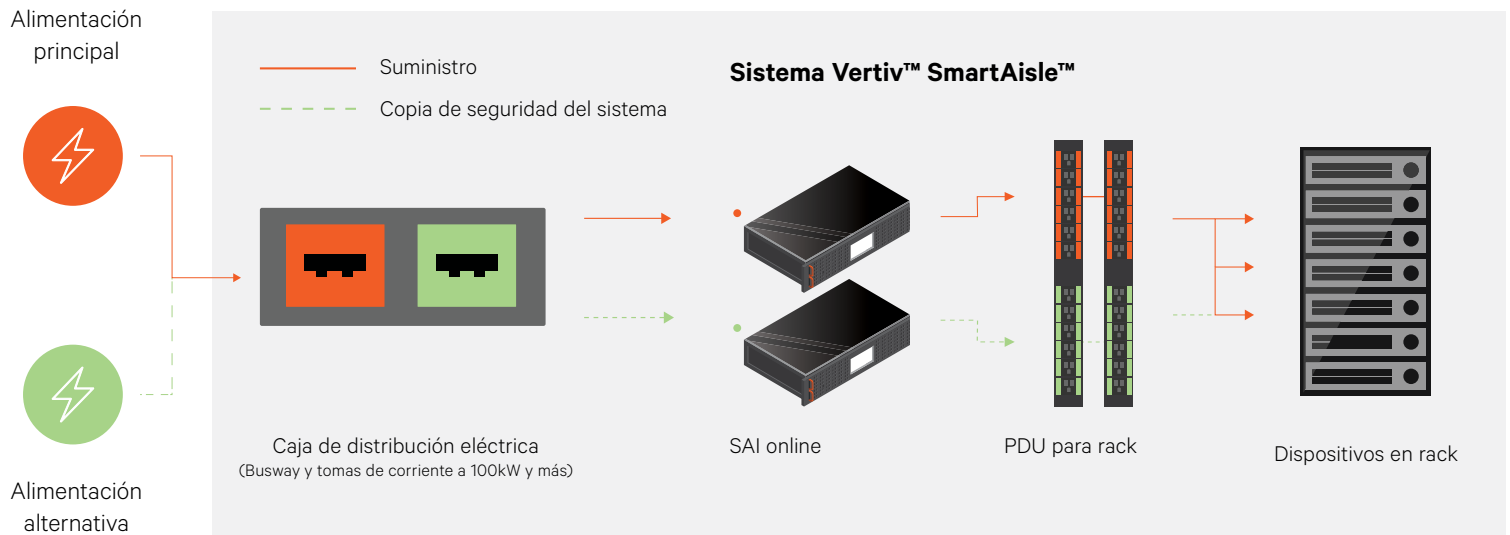 Alimentación
principal
Suministro
Copia de seguridad del sistema
Sistema Vertiv™ SmartAisle™
Caja de distribución eléctrica
(Busway y tomas de corriente a 100kW y más)
SAI online
PDU para rack
Dispositivos en rack
Alimentación
alternativa